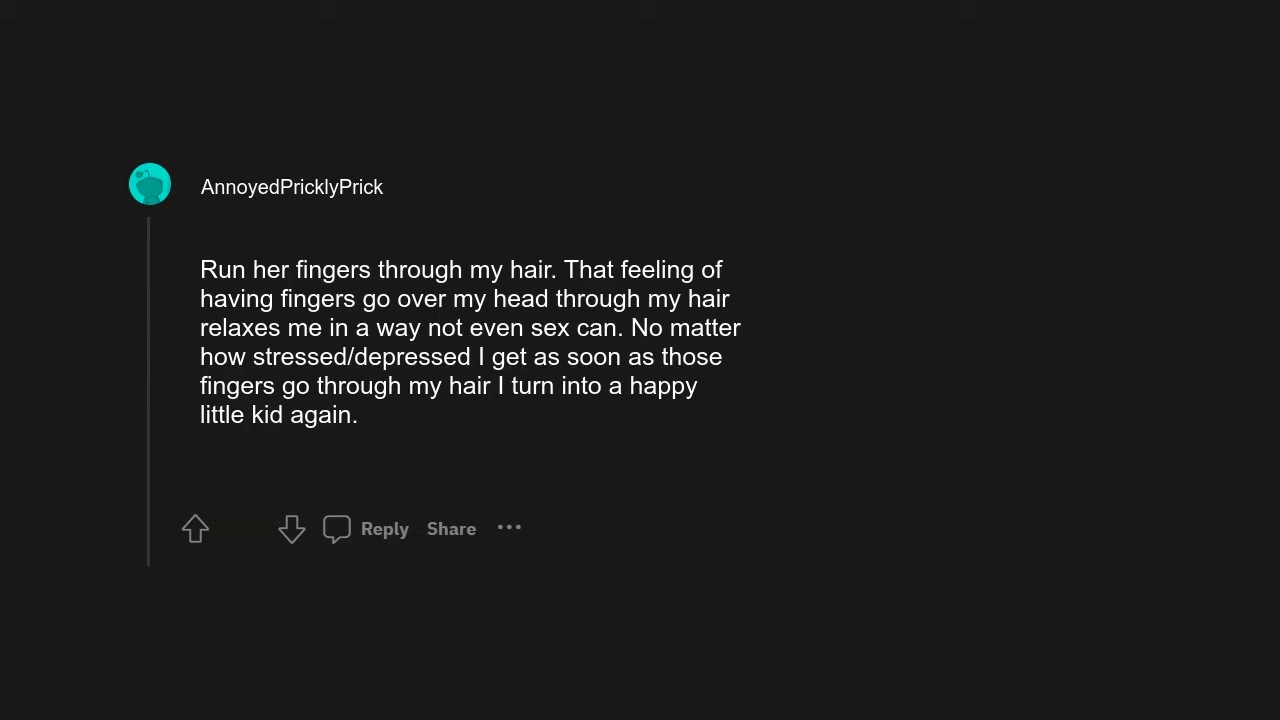 AnnoyedPricklyPrick
Run her fingers through my hair. That feeling of
having fingers go over my head through my hair
relaxes me in a way not even sex can. No matter
how stressed/depressed I get as soon as those
fingers go through my hair I turn into a happy
little kid again.
Reply Share